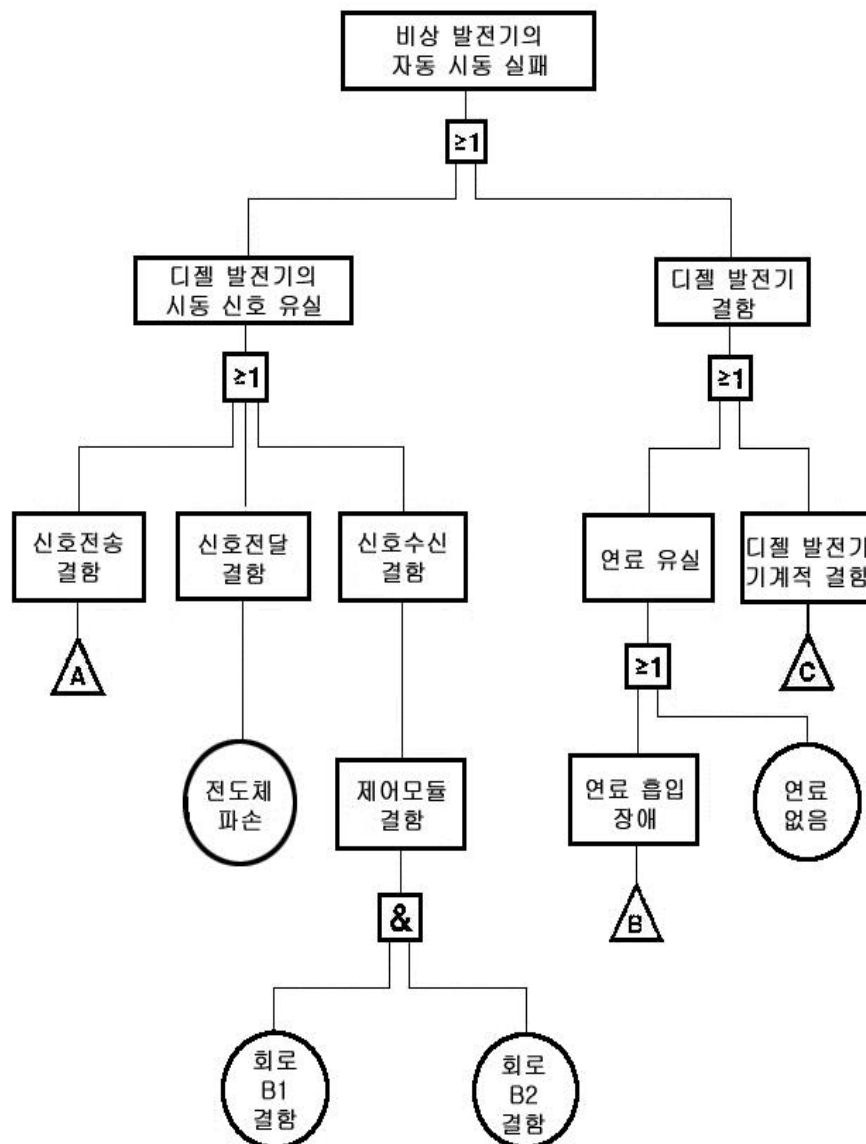 비상 발전기의
자동 시동 실패
≥1
디젤 발전기의
시동 신호 유실
디젤 발전기
결함
≥1
≥1
신호전송
결함
신호전달
결함
신호수신
결함
연료 유실
디젤 발전기
기계적 결함
A
≥1
C
전도체
파손
제어모듈
결함
연료 흡입
장애
연료
없음
&
B
회로
B1
결함
회로
B2
결함